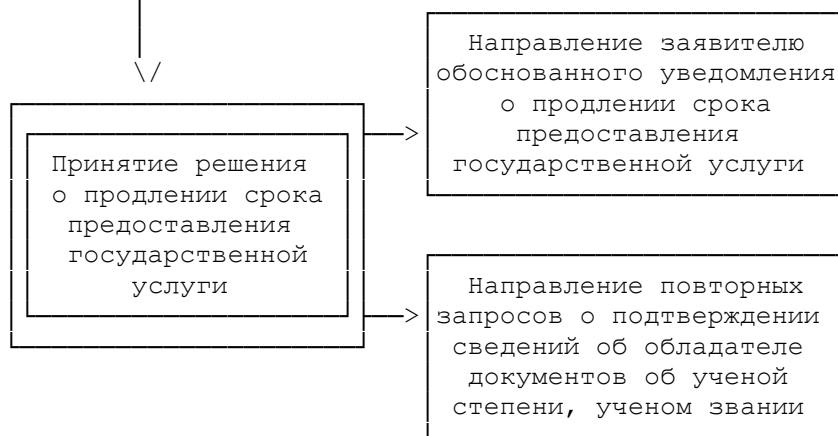 Направление заявителю
обоснованного уведомления
о продлении срока
предоставления
государственной услуги
Принятие решения
о продлении срока
предоставления
государственной
услуги
Направление повторных
запросов о подтверждении
сведений об обладателе
документов об ученой
степени, ученом звании